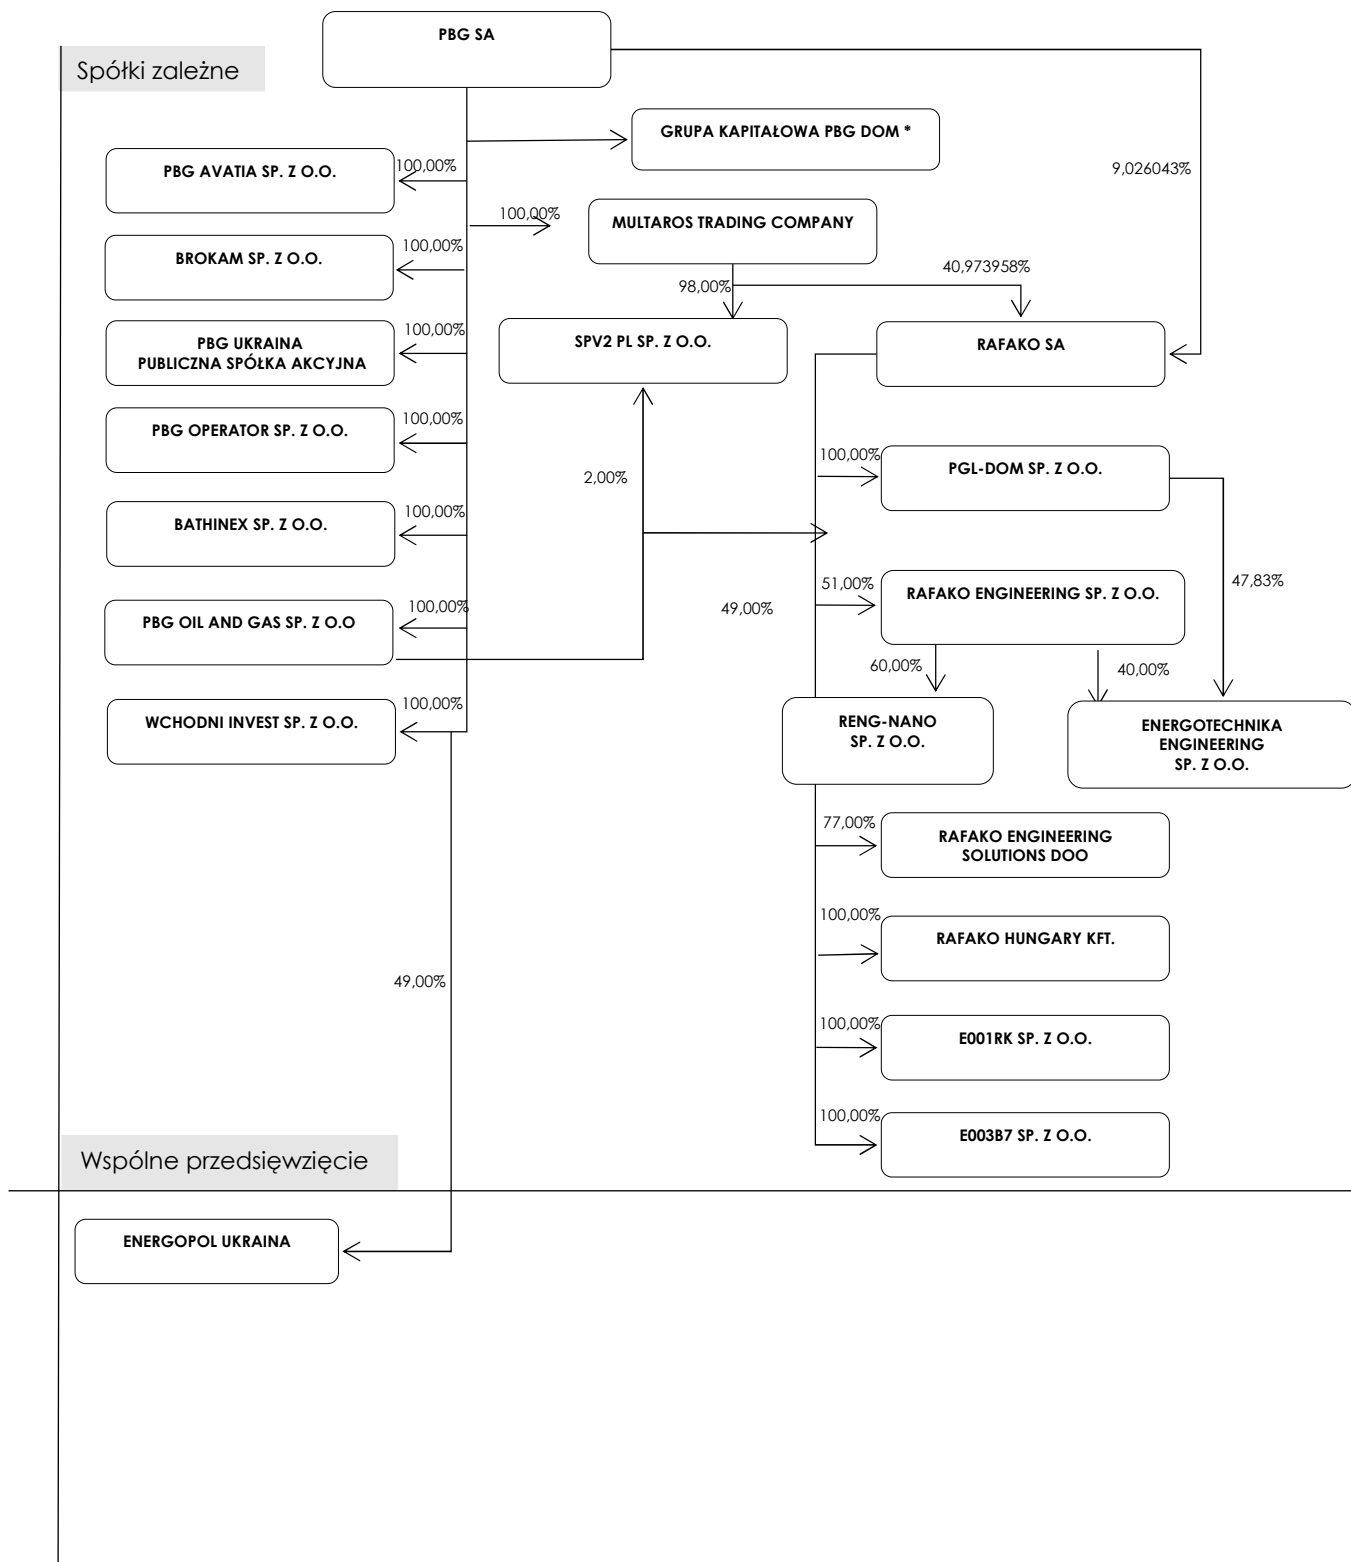 PBG SA
Spółki zależne
GRUPA KAPITAŁOWA PBG DOM *
100,00%
PBG AVATIA SP. Z O.O.
9,026043%
100,00%
MULTAROS TRADING COMPANY
100,00%
BROKAM SP. Z O.O.
40,973958%
98,00%
100,00%
PBG UKRAINA
PUBLICZNA SPÓŁKA AKCYJNA
SPV2 PL SP. Z O.O.
RAFAKO SA
100,00%
PBG OPERATOR SP. Z O.O.
100,00%
PGL-DOM SP. Z O.O.
2,00%
100,00%
BATHINEX SP. Z O.O.
47,83%
51,00%
RAFAKO ENGINEERING SP. Z O.O.
49,00%
100,00%
PBG OIL AND GAS SP. Z O.O
60,00%
40,00%
100,00%
WCHODNI INVEST SP. Z O.O.
RENG-NANO
SP. Z O.O.
ENERGOTECHNIKA
ENGINEERING
SP. Z O.O.
77,00%
RAFAKO ENGINEERING
SOLUTIONS DOO
100,00%
RAFAKO HUNGARY KFT.
49,00%
100,00%
E001RK SP. Z O.O.
100,00%
E003B7 SP. Z O.O.
Wspólne przedsięwzięcie
ENERGOPOL UKRAINA